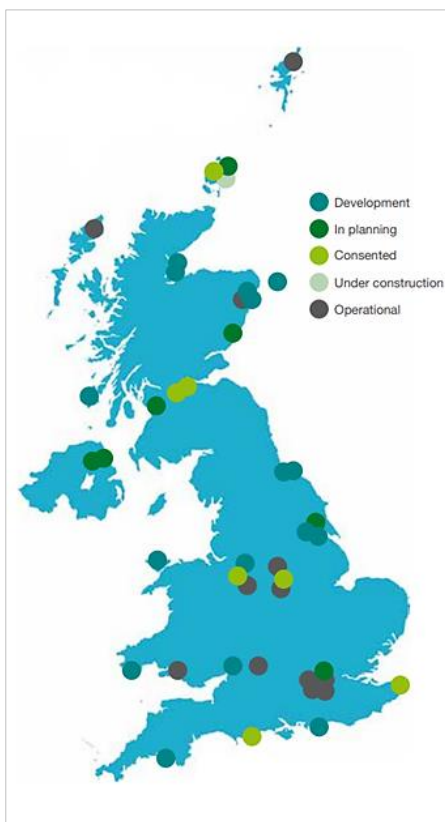 Development
In planning
Consented
Under construction
Operational